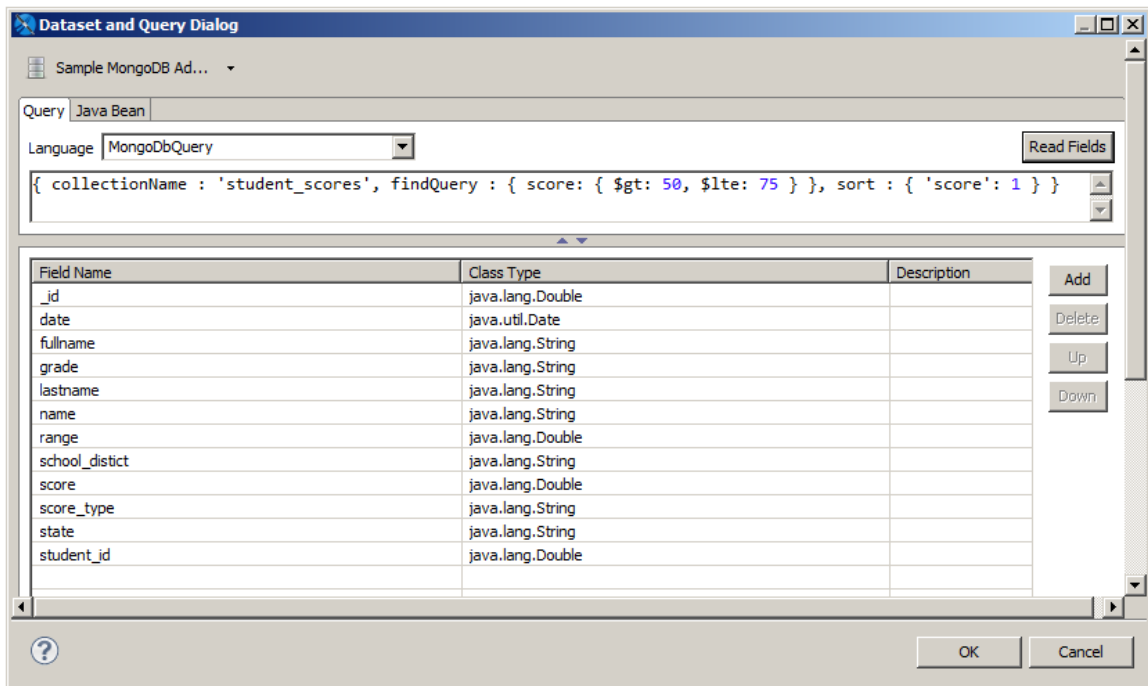 Dataset and Query Dialog
Sample MongoDB Ad...
Query Java Bean
Language MongoDbQuery Read Fields
{ collectionName : 'student_scores', findQuery : { score: { $gt: 50, $lte: 75 } }, sort : { 'score': 1 } }
Field Name Class Type Description
_id java.lang.Double
date java.util.Date
fullname java.lang.String
grade java.lang.String
lastname java.lang.String
name java.lang.String
range java.lang.Double
school_distict java.lang.String
score java.lang.Double
score_type java.lang.String
state java.lang.String
student_id java.lang.Double
Add
Delete
Up
Down
? OK Cancel